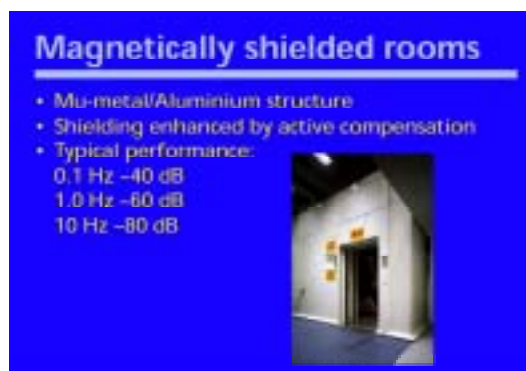 Magnetically shielded rooms
• Mu-metal/Aluminium structure
• Shielding enhanced by active compensation
• Typical performance:
0.1 Hz –40 dB
1.0 Hz –60 dB
10 Hz –80 dB